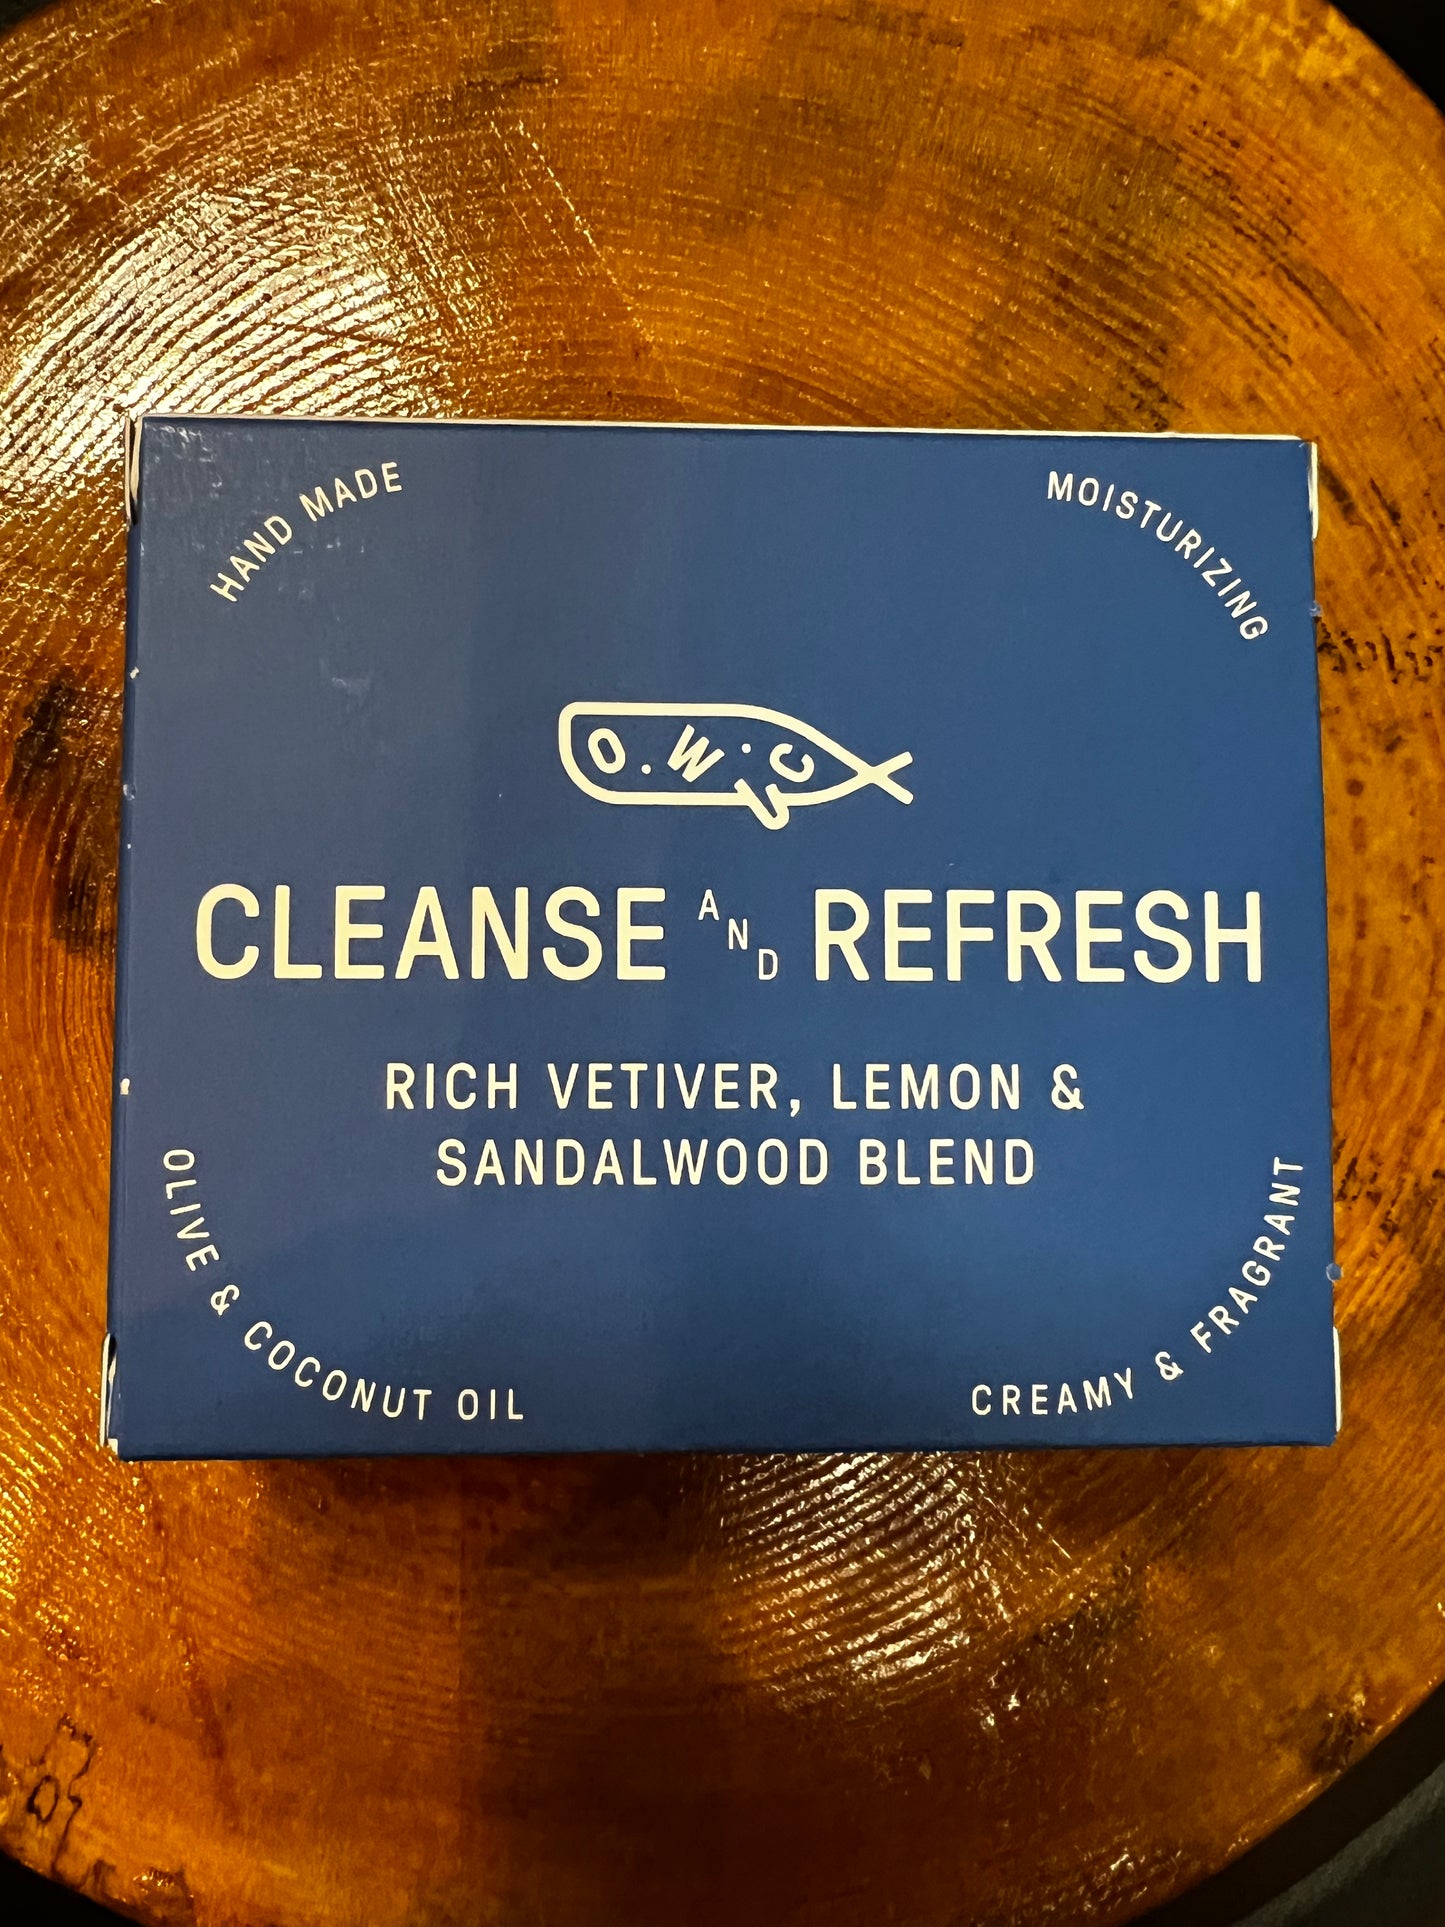 HAND MADE
MOISTURIZING
O.W.C
CLEANSE AND REFRESH
RICH VETIVER, LEMON &
SANDALWOOD BLEND
OLIVE & COCONUT OIL
CREAMY & FRAGRANT